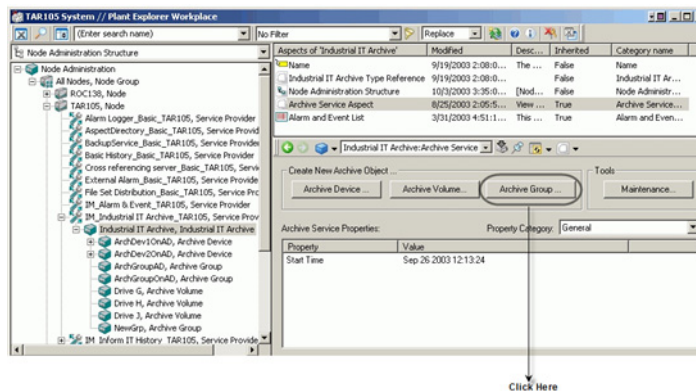 TAR105 System // Plant Explorer Workplace
(Enter search name)
No Filter
Replace
Node Administration Structure
Node Administration
All Nodes, Node Group
ROC138, Node
TAR105, Node
Alarm Logger_Basic_TAR105, Service Provider
AspectDirectory_Basic_TAR105, Service Provid
BackupService_Basic_TAR105, Service Provider
Basic History_Basic_TAR105, Service Provider
Cross referencing server_Basic_TAR105, Servi
External Alarm_Basic_TAR105, Service Provider
File Set Distribution_Basic_TAR105, Service Prc
IM_Alarm & Event_TAR105, Service Provider
IM_Industrial IT Archive_TAR105, Service Prov
Industrial IT Archive, Industrial IT Archive
ArchDev1OnAD, Archive Device
ArchDev2OnAD, Archive Device
ArchGroupAD, Archive Group
ArchGroupOnAD, Archive Group
Drive G, Archive Volume
Drive H, Archive Volume
Drive J, Archive Volume
NewGrp, Archive Group
IM_Inform IT History_TAR105, Service Provide
Aspects of 'Industrial IT Archive' Modified Desc... Inherited Category name
Name 9/19/2003 2:08:0... The ... False Name
Industrial IT Archive Type Reference 9/19/2003 2:08:0... False Industrial IT Ar...
Node Administration Structure 10/3/2003 3:35:0... [Nod... False Node Administr...
Archive Service Aspect 8/25/2003 2:05:5... View ... True Archive Service...
Alarm and Event List 3/31/2003 4:51:1... This ... True Alarm and Even...
Industrial IT Archive:Archive Service
Create New Archive Object ...
Archive Device ...
Archive Volume...
Archive Group ...
Tools
Maintenance...
Archive Service Properties:
Property Category: General
Property Value
Start Time Sep 26 2003 12:13:24
Click Here